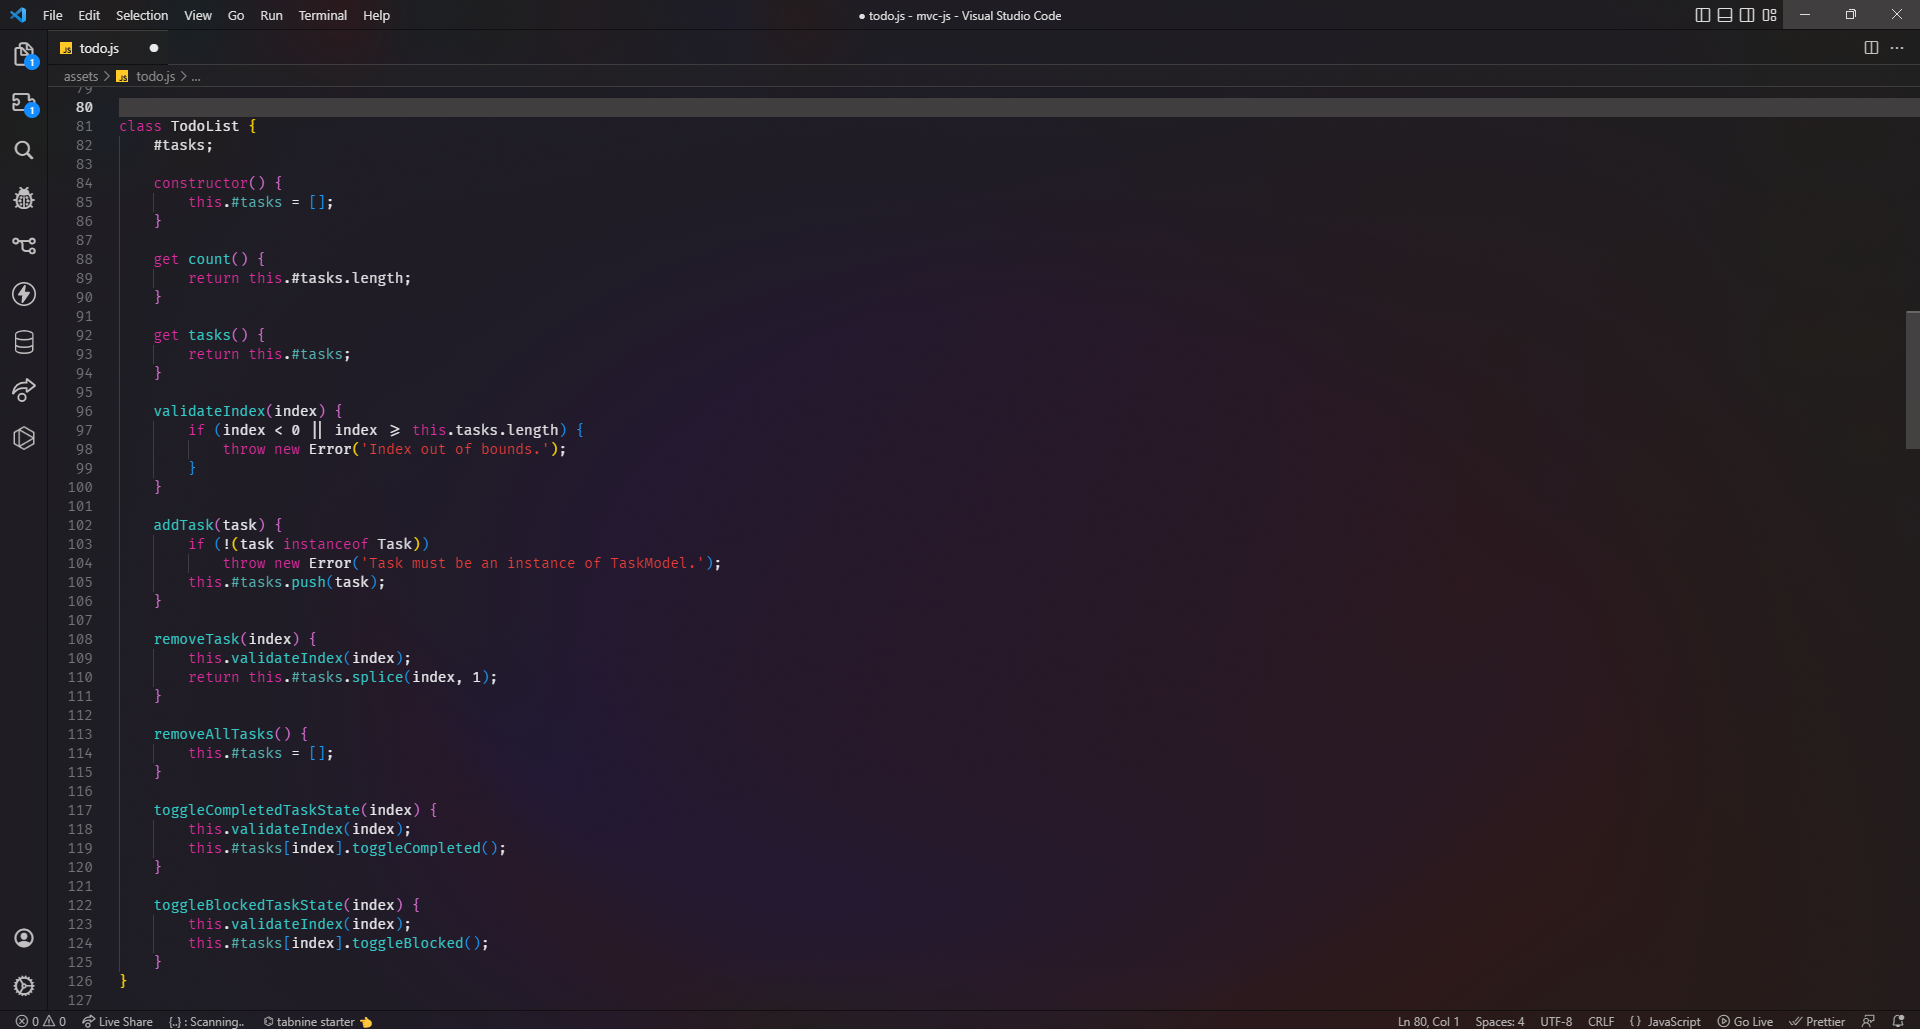 File Edit Selection View Go Run Terminal Help ● todo.js - mvc-js - Visual Studio Code
JS todo.js ●
assets > JS todo.js > ...
79
80
81 class TodoList {
82     #tasks;
83
84     constructor() {
85         this.#tasks = [];
86     }
87
88     get count() {
89         return this.#tasks.length;
90     }
91
92     get tasks() {
93         return this.#tasks;
94     }
95
96     validateIndex(index) {
97         if (index < 0 || index ⩾ this.tasks.length) {
98             throw new Error('Index out of bounds.');
99         }
100     }
101
102     addTask(task) {
103         if (!(task instanceof Task))
104             throw new Error('Task must be an instance of TaskModel.');
105         this.#tasks.push(task);
106     }
107
108     removeTask(index) {
109         this.validateIndex(index);
110         return this.#tasks.splice(index, 1);
111     }
112
113     removeAllTasks() {
114         this.#tasks = [];
115     }
116
117     toggleCompletedTaskState(index) {
118         this.validateIndex(index);
119         this.#tasks[index].toggleCompleted();
120     }
121
122     toggleBlockedTaskState(index) {
123         this.validateIndex(index);
124         this.#tasks[index].toggleBlocked();
125     }
126 }
127
1
1
0 0 Live Share {..} : Scanning.. tabnine starter 👈 Ln 80, Col 1 Spaces: 4 UTF-8 CRLF {} JavaScript Go Live Prettier